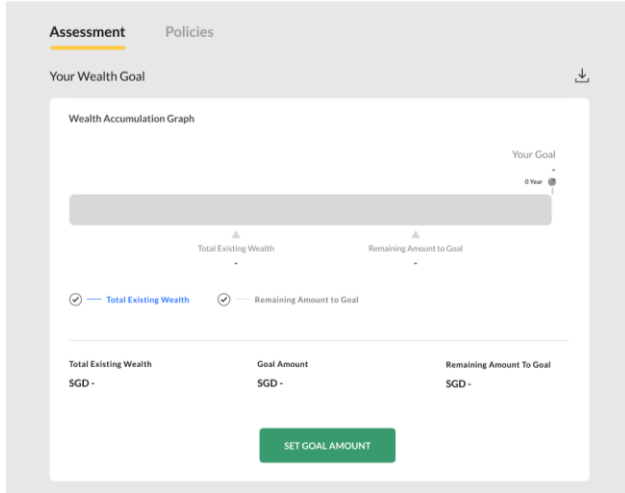 Assessment Policies
Your Wealth Goal
Wealth Accumulation Graph
Your Goal
-
0 Year
Total Existing Wealth Remaining Amount to Goal
- -
Total Existing Wealth Remaining Amount to Goal
Total Existing Wealth Goal Amount Remaining Amount To Goal
SGD - SGD - SGD -
SET GOAL AMOUNT